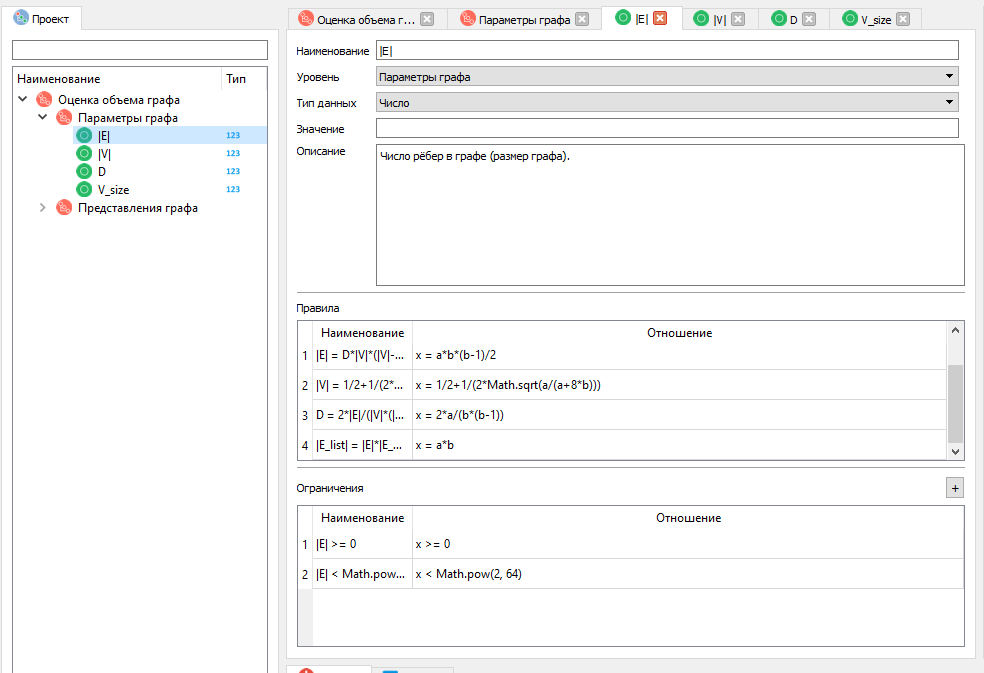 Проект
Наименование Тип
Оценка объема графа
Параметры графа
|E| 123
|V| 123
D 123
V_size 123
Представления графа
Оценка объема г... Параметры графа |E| |V| D V_size
Наименование |E|
Уровень Параметры графа
Тип данных Число
Значение
Описание Число рёбер в графе (размер графа).
Правила
Наименование Отношение
1 |E| = D*|V|*(|V|-... x = a*b*(b-1)/2
2 |V| = 1/2+1/(2*... x = 1/2+1/(2*Math.sqrt(a/(a+8*b)))
3 D = 2*|E|/(|V|*(|... x = 2*a/(b*(b-1))
4 |E_list| = |E|*|E_... x = a*b
Ограничения +
Наименование Отношение
1 |E| >= 0 x >= 0
2 |E| < Math.pow... x < Math.pow(2, 64)